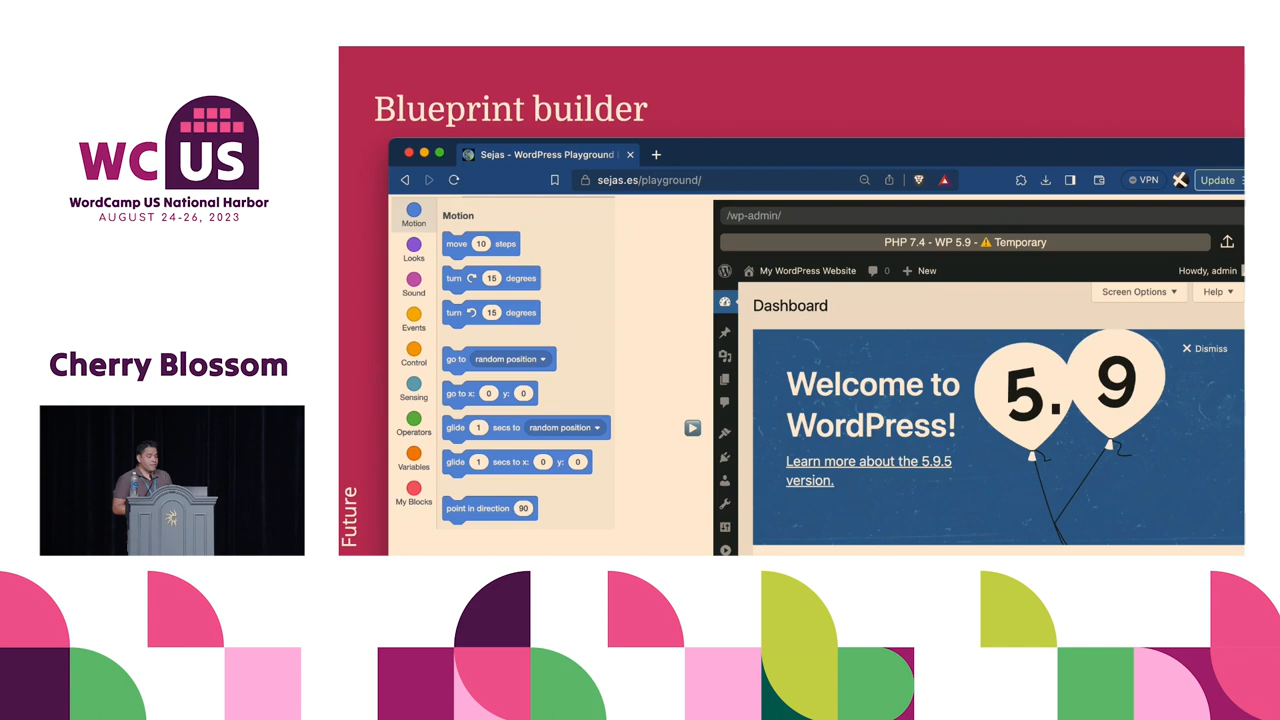 WC US
WordCamp US National Harbor
AUGUST 24-26, 2023
Cherry Blossom
Blueprint builder
Future
Sejas - WordPress Playground
sejas.es/playground/
VPN
Update
Motion
Looks
Sound
Events
Control
Sensing
Operators
Variables
My Blocks
Motion
move 10 steps
turn 15 degrees
turn 15 degrees
go to random position
go to x: 0 y: 0
glide 1 secs to random position
glide 1 secs to x: 0 y: 0
point in direction 90
/wp-admin/
PHP 7.4 - WP 5.9 - ⚠ Temporary
My WordPress Website 0 + New Howdy, admin
Screen Options Help
Dashboard
Dismiss
Welcome to
WordPress!
Learn more about the 5.9.5
version.
5.9